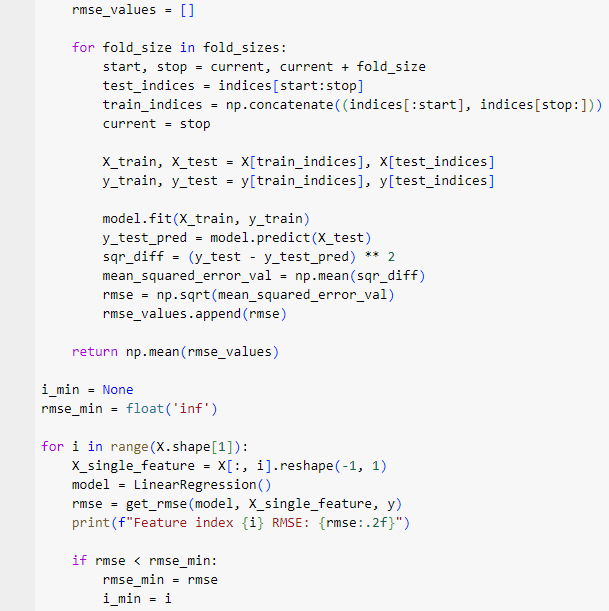 rmse_values = []
for fold_size in fold_sizes:
start, stop = current, current + fold_size
test_indices = indices[start:stop]
train_indices = np.concatenate((indices[:start], indices[stop:]))
current = stop
X_train, X_test = X[train_indices], X[test_indices]
y_train, y_test = y[train_indices], y[test_indices]
model.fit(X_train, y_train)
y_test_pred = model.predict(X_test)
sqr_diff = (y_test - y_test_pred) ** 2
mean_squared_error_val = np.mean(sqr_diff)
rmse = np.sqrt(mean_squared_error_val)
rmse_values.append(rmse)
return np.mean(rmse_values)
i_min = None
rmse_min = float('inf')
for i in range(X.shape[1]):
X_single_feature = X[:, i].reshape(-1, 1)
model = LinearRegression()
rmse = get_rmse(model, X_single_feature, y)
print(f"Feature index {i} RMSE: {rmse:.2f}")
if rmse < rmse_min:
rmse_min = rmse
i_min = i